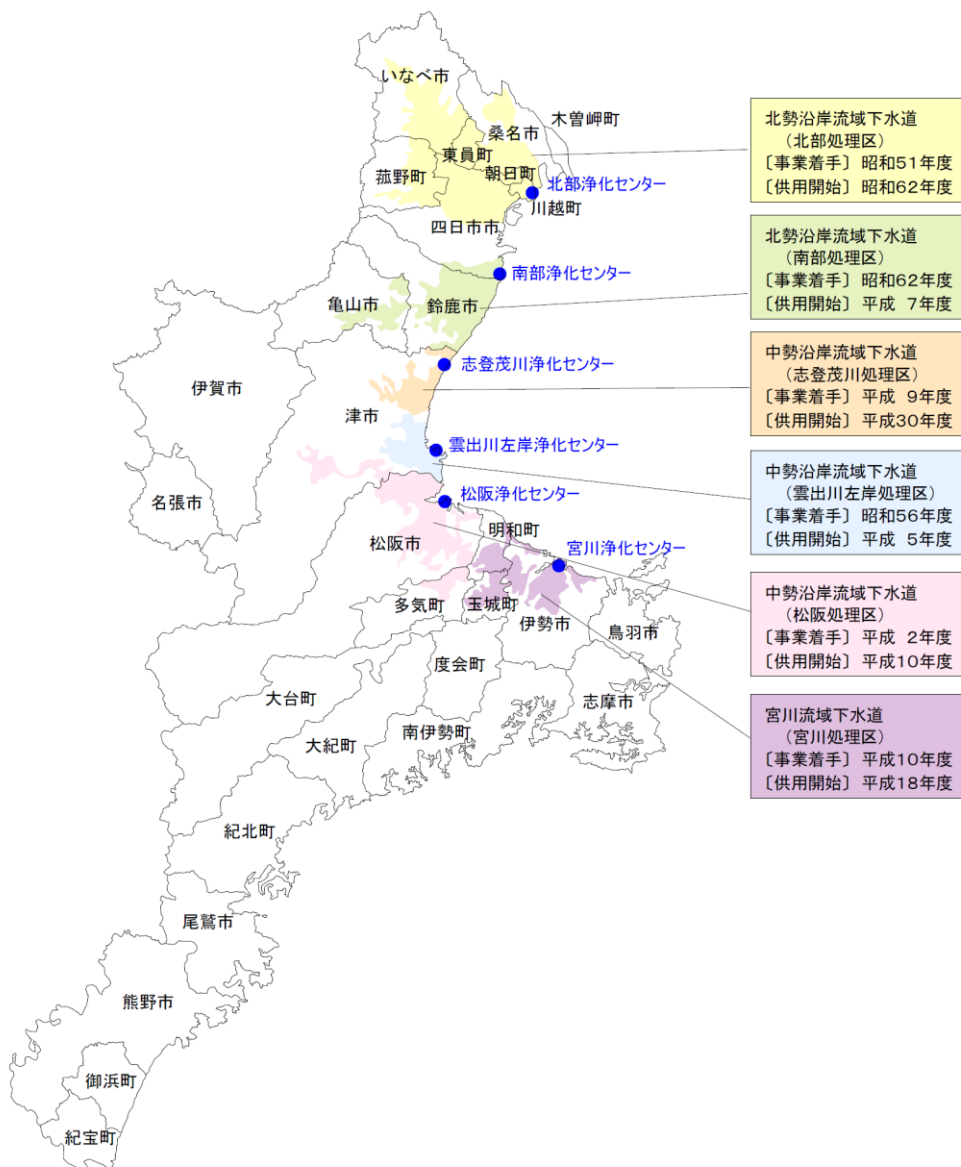 いなべ市
木曽岬町
桑名市
東員町
朝日町
菰野町
北部浄化センター
川越町
四日市市
南部浄化センター
亀山市
鈴鹿市
志登茂川浄化センター
伊賀市
津市
雲出川左岸浄化センター
名張市
松阪浄化センター
明和町
松阪市
宮川浄化センター
多気町
玉城町
伊勢市
鳥羽市
度会町
大台町
志摩市
南伊勢町
大紀町
紀北町
尾鷲市
熊野市
御浜町
紀宝町
北勢沿岸流域下水道
（北部処理区）
〔事業着手〕昭和51年度
〔供用開始〕昭和62年度
北勢沿岸流域下水道
（南部処理区）
〔事業着手〕昭和62年度
〔供用開始〕平成 7年度
中勢沿岸流域下水道
（志登茂川処理区）
〔事業着手〕平成 9年度
〔供用開始〕平成30年度
中勢沿岸流域下水道
（雲出川左岸処理区）
〔事業着手〕昭和56年度
〔供用開始〕平成 5年度
中勢沿岸流域下水道
（松阪処理区）
〔事業着手〕平成 2年度
〔供用開始〕平成10年度
宮川流域下水道
（宮川処理区）
〔事業着手〕平成10年度
〔供用開始〕平成18年度